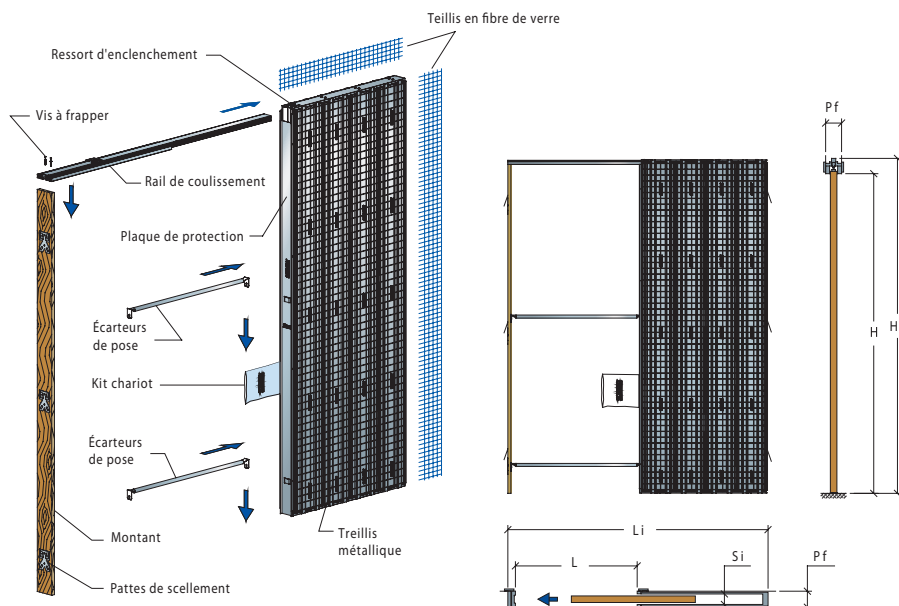 Teillis en fibre de verre
Ressort d'enclenchement
Vis à frapper
Rail de coulissement
Plaque de protection
Écarteurs
de pose
Kit chariot
Écarteurs
de pose
Montant
Treillis
métallique
Pattes de scellement
Pf
H
H
Li
L
Si
Pf